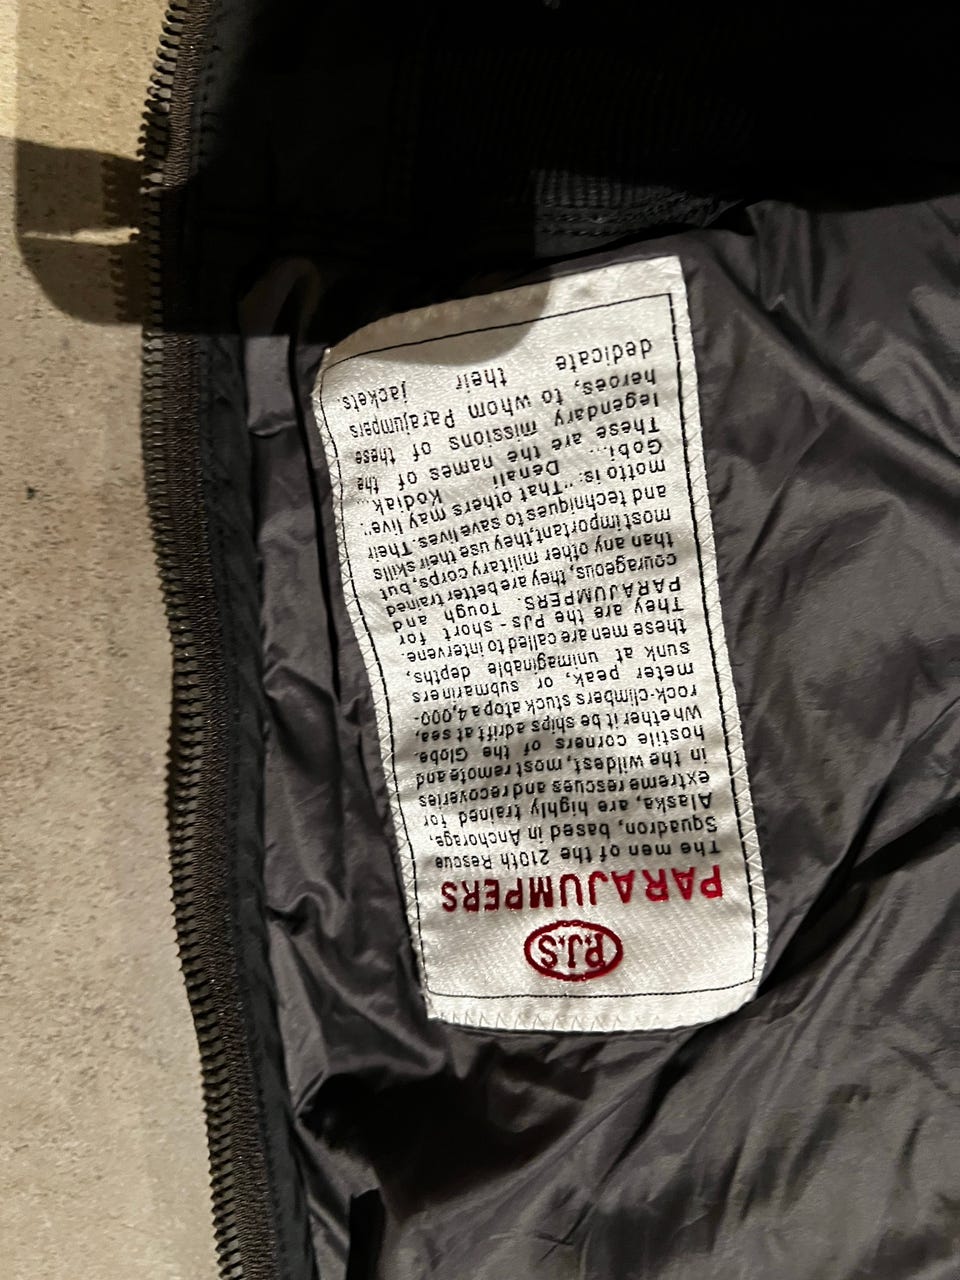 P.J.S
PARAJUMPERS
The men of the 210th Rescue
Squadron, based in Anchorage,
Alaska, are highly trained for
extreme rescues and recoveries
in the wildest, most remote and
hostile corners of the Globe.
Whether it be ships adrift at sea,
rock-climbers stuck atop a 4,000-
meter peak, or submariners
sunk at unimaginable depths,
these men are called to intervene.
They are the PJs - short for
PARAJUMPERS. Tough and
courageous, they are better trained
than any other military corps, but
most important, they use their skills
and techniques to save lives. Their
motto is: "That others may live".
Gobi... Denali Kodiak...
These are the names of the
legendary missions of these
heroes, to whom Parajumpers
dedicate their jackets.